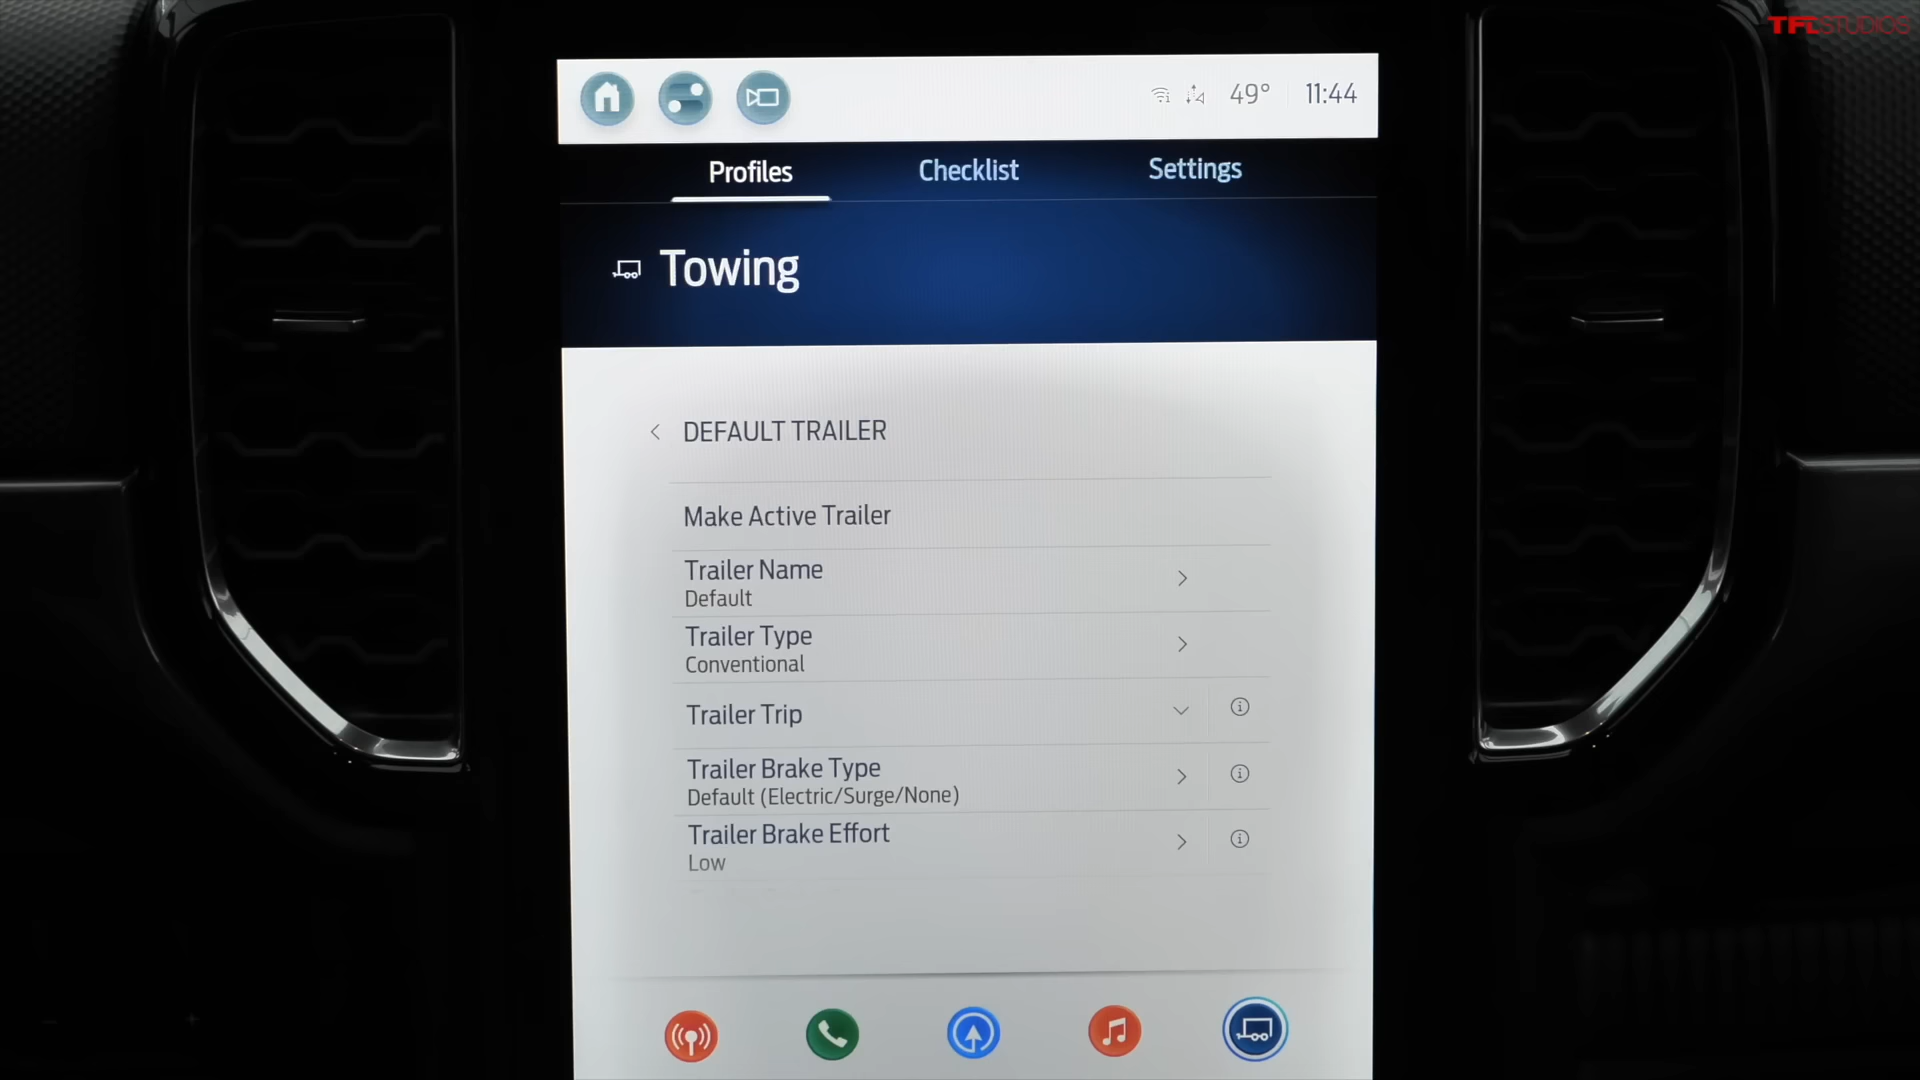 TFLSTUDIOS
49° 11:44
Profiles Checklist Settings
Towing
DEFAULT TRAILER
Make Active Trailer
Trailer Name
Default
Trailer Type
Conventional
Trailer Trip
Trailer Brake Type
Default (Electric/Surge/None)
Trailer Brake Effort
Low